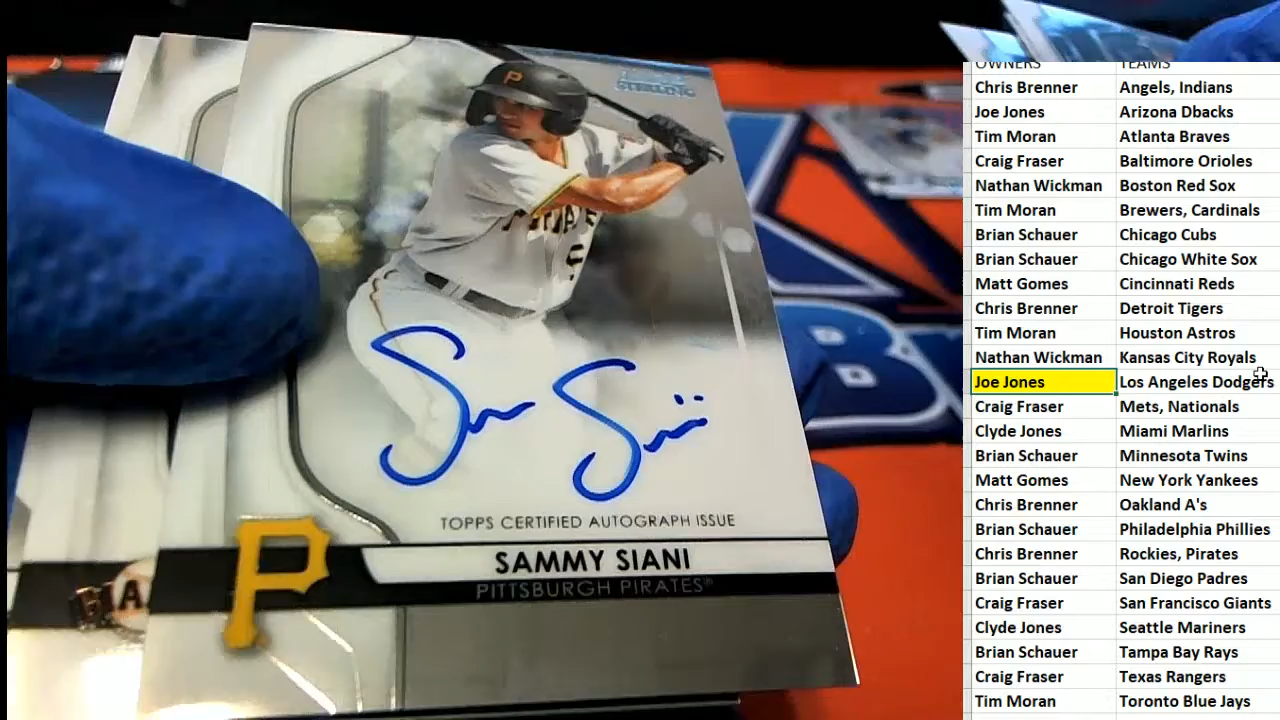 P
STERLING
PIRATES
TOPPS CERTIFIED AUTOGRAPH ISSUE
SAMMY SIANI
PITTSBURGH PIRATES®
P
OWNERS TEAMS
Chris Brenner Angels, Indians
Joe Jones Arizona Dbacks
Tim Moran Atlanta Braves
Craig Fraser Baltimore Orioles
Nathan Wickman Boston Red Sox
Tim Moran Brewers, Cardinals
Brian Schauer Chicago Cubs
Brian Schauer Chicago White Sox
Matt Gomes Cincinnati Reds
Chris Brenner Detroit Tigers
Tim Moran Houston Astros
Nathan Wickman Kansas City Royals
Joe Jones Los Angeles Dodgers
Craig Fraser Mets, Nationals
Clyde Jones Miami Marlins
Brian Schauer Minnesota Twins
Matt Gomes New York Yankees
Chris Brenner Oakland A's
Brian Schauer Philadelphia Phillies
Chris Brenner Rockies, Pirates
Brian Schauer San Diego Padres
Craig Fraser San Francisco Giants
Clyde Jones Seattle Mariners
Brian Schauer Tampa Bay Rays
Craig Fraser Texas Rangers
Tim Moran Toronto Blue Jays